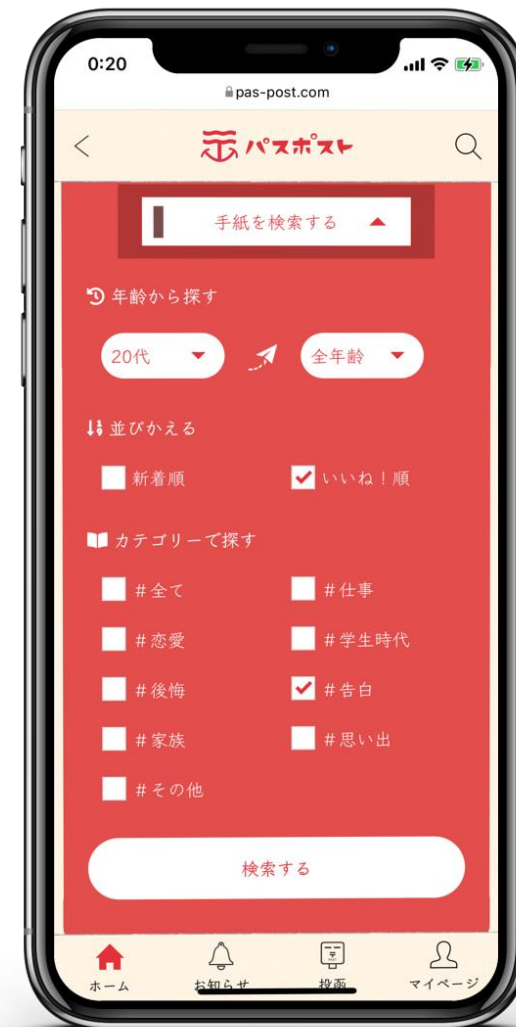 0:20
pas-post.com
パスポスト
手紙を検索する
年齢から探す
20代 全年齢
並びかえる
新着順 いいね！順
カテゴリーで探す
#全て #仕事
#恋愛 #学生時代
#後悔 #告白
#家族 #思い出
#その他
検索する
ホーム お知らせ 投函 マイページ